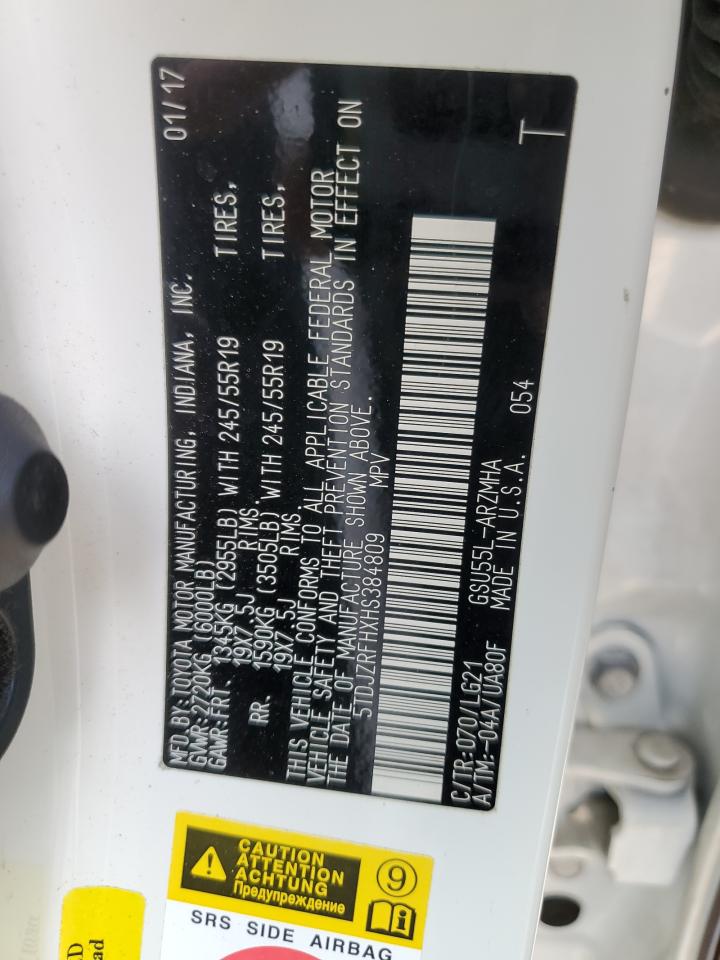 MFD BY: TOYOTA MOTOR MANUFACTURING, INDIANA, INC. 01/17
GVWR: 2720KG (6000LB)
GAWR: FRT. 1345KG (2955LB) WITH 245/55R19 TIRES,
19X7.5J RIMS.
RR. 1590KG (3505LB) WITH 245/55R19 TIRES,
19X7.5J RIMS.
THIS VEHICLE CONFORMS TO ALL APPLICABLE FEDERAL MOTOR
VEHICLE SAFETY AND THEFT PREVENTION STANDARDS IN EFFECT ON
THE DATE OF MANUFACTURE SHOWN ABOVE.
5TDJZRFHXHS384809 MPV
C/TR: 070/LG21 GSU55L-ARZMHA
A/TM: -04A/UA80F MADE IN U.S.A. 054 T
CAUTION
ATTENTION
ACHTUNG
Предупреждение
9
SRS SIDE AIRBAG
ad